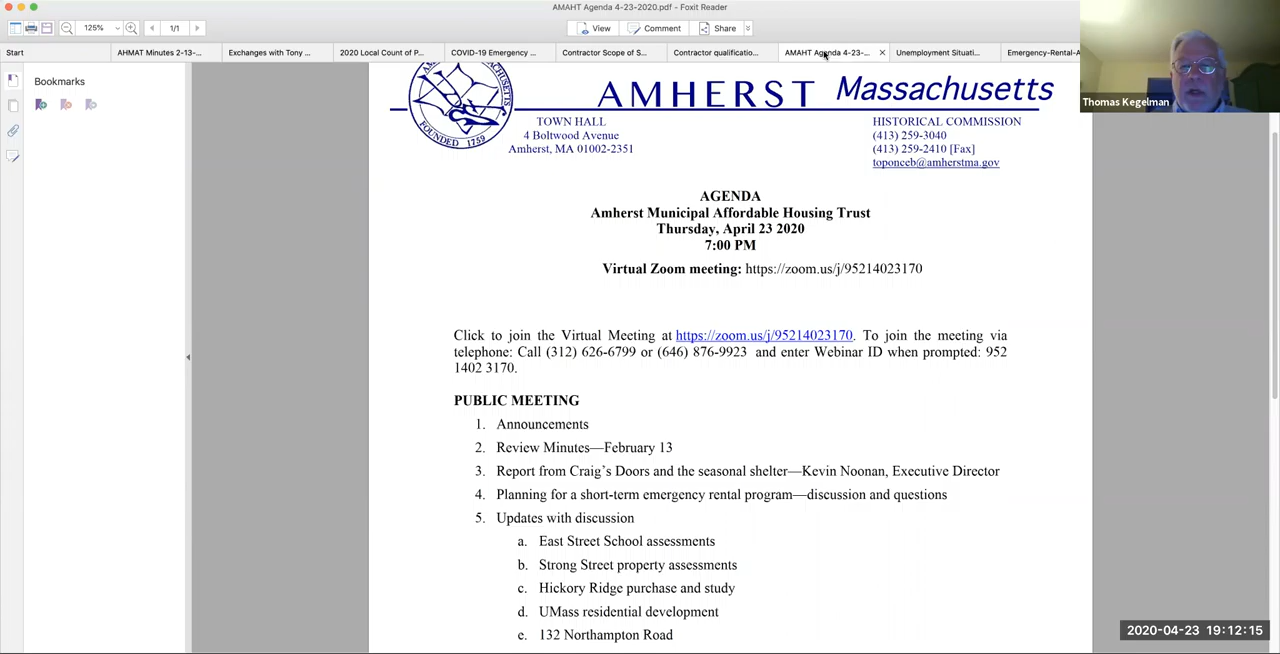 AMAHT Agenda 4-23-2020.pdf - Foxit Reader
125%
1/1
View
Comment
Share
Start
AHMAT Minutes 2-13-...
Exchanges with Tony ...
2020 Local Count of P...
COVID-19 Emergency ...
Contractor Scope of S...
Contractor qualificatio...
AMAHT Agenda 4-23-...
Unemployment Situati...
Emergency-Rental-A
Bookmarks
Thomas Kegelman
FOUNDED 1759
AMHERST Massachusetts
TOWN HALL
4 Boltwood Avenue
Amherst, MA 01002-2351
HISTORICAL COMMISSION
(413) 259-3040
(413) 259-2410 [Fax]
toponceb@amherstma.gov
AGENDA
Amherst Municipal Affordable Housing Trust
Thursday, April 23 2020
7:00 PM
Virtual Zoom meeting: https://zoom.us/j/95214023170
Click to join the Virtual Meeting at https://zoom.us/j/95214023170. To join the meeting via
telephone: Call (312) 626-6799 or (646) 876-9923 and enter Webinar ID when prompted: 952
1402 3170.
PUBLIC MEETING
1. Announcements
2. Review Minutes—February 13
3. Report from Craig's Doors and the seasonal shelter—Kevin Noonan, Executive Director
4. Planning for a short-term emergency rental program—discussion and questions
5. Updates with discussion
a. East Street School assessments
b. Strong Street property assessments
c. Hickory Ridge purchase and study
d. UMass residential development
e. 132 Northampton Road
2020-04-23 19:12:15